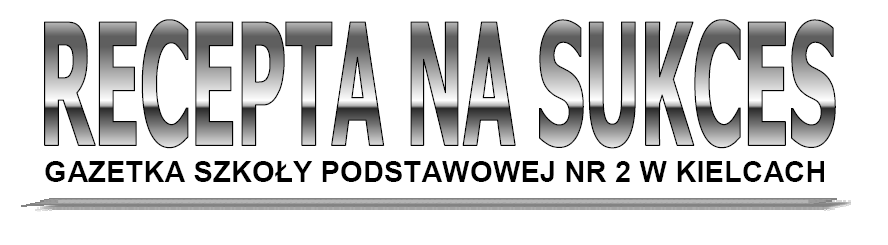 RECEPTA NA SUKCES
GAZETKA SZKOŁY PODSTAWOWEJ NR 2 W KIELCACH